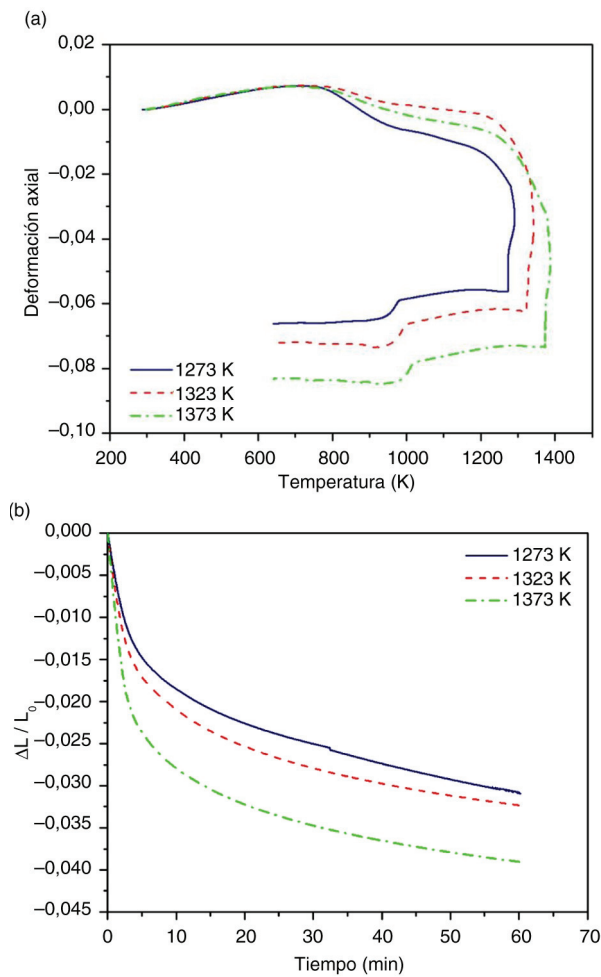 (a)
0,02
0,00
–0,02
–0,04
–0,06
–0,08
–0,10
Deformación axial
1273 K
1323 K
1373 K
200
400
600
800
1000
1200
1400
Temperatura (K)
(b)
0,000
–0,005
–0,010
–0,015
–0,020
–0,025
–0,030
–0,035
–0,040
–0,045
ΔL / L₀
1273 K
1323 K
1373 K
0
10
20
30
40
50
60
70
Tiempo (min)